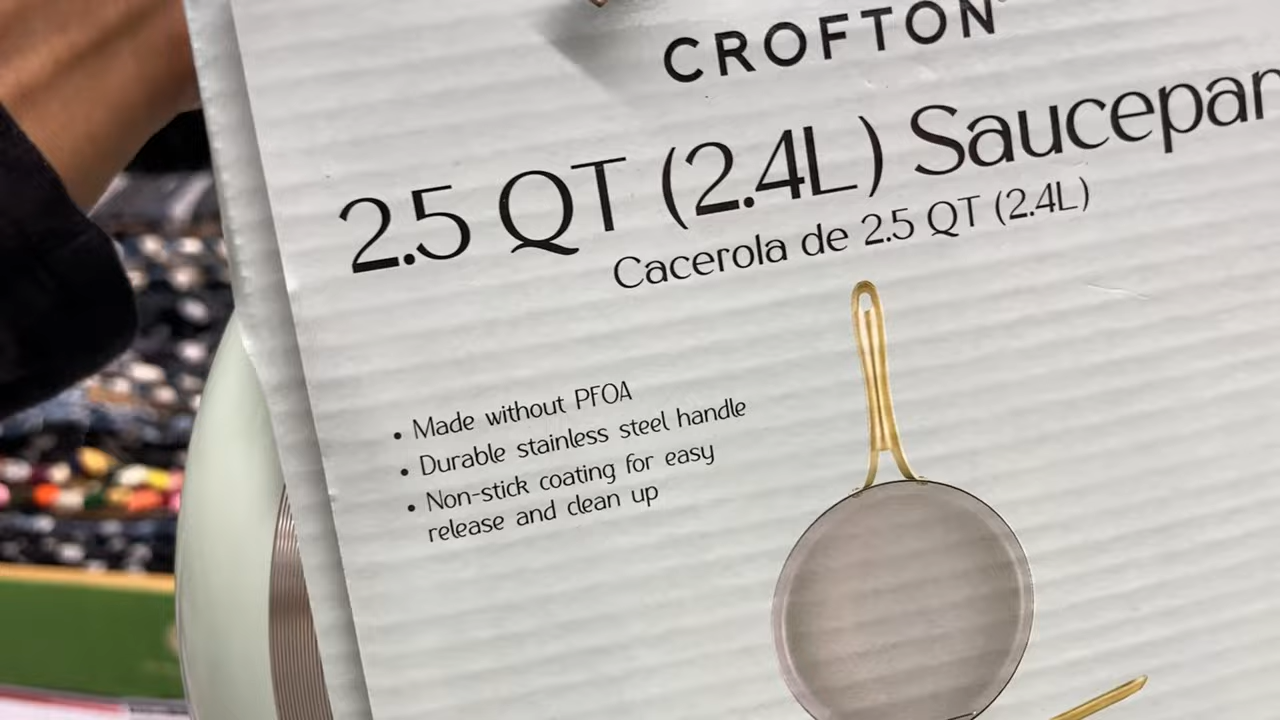 CROFTON
2.5 QT (2.4L) Saucepan
Cacerola de 2.5 QT (2.4L)
• Made without PFOA
• Durable stainless steel handle
• Non-stick coating for easy
release and clean up